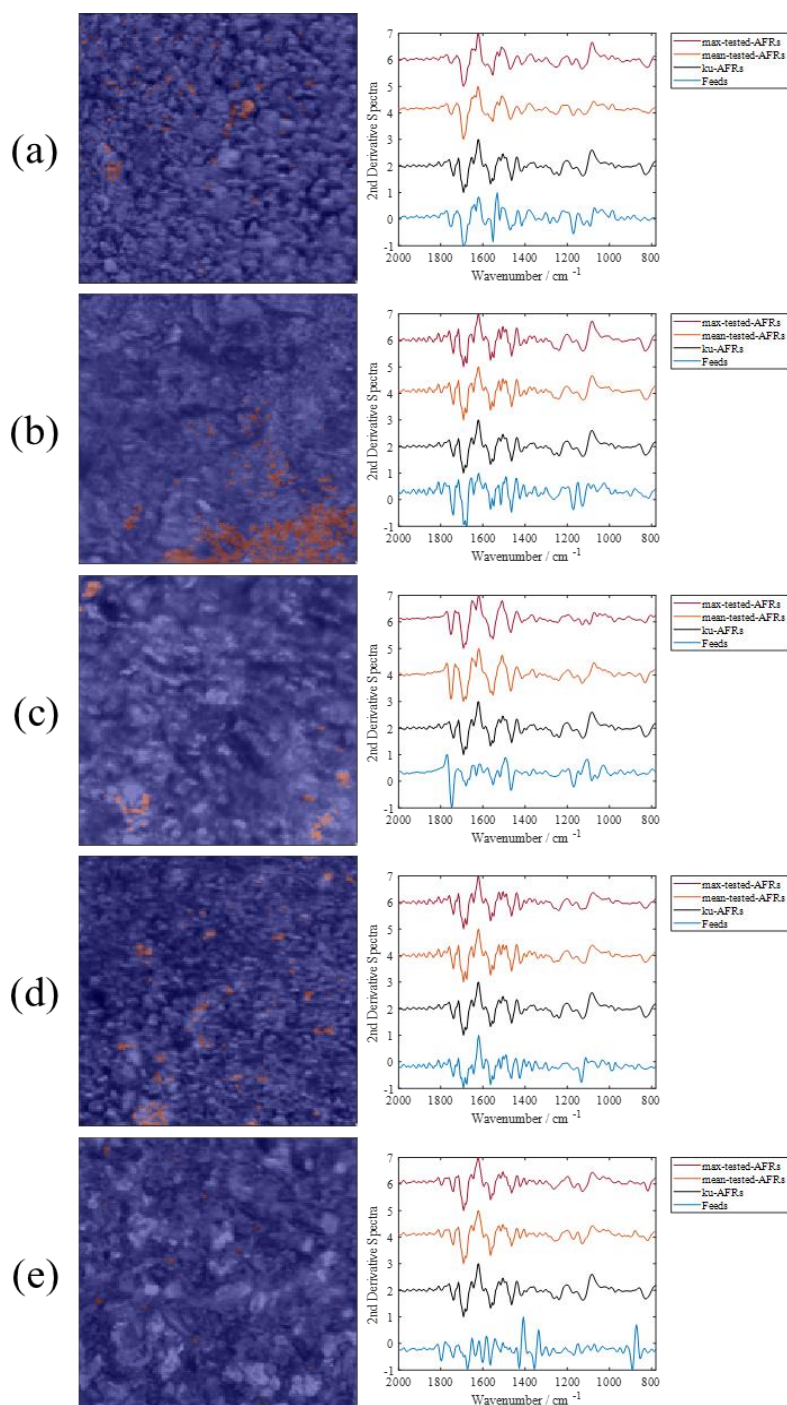 (a)
2nd Derivative Spectra
7
6
5
4
3
2
1
0
-1
2000 1800 1600 1400 1200 1000 800
Wavenumber / cm -1
max-tested-AFRs
mean-tested-AFRs
ku-AFRs
Feeds
(b)
2nd Derivative Spectra
7
6
5
4
3
2
1
0
-1
2000 1800 1600 1400 1200 1000 800
Wavenumber / cm -1
max-tested-AFRs
mean-tested-AFRs
ku-AFRs
Feeds
(c)
2nd Derivative Spectra
7
6
5
4
3
2
1
0
-1
2000 1800 1600 1400 1200 1000 800
Wavenumber / cm -1
max-tested-AFRs
mean-tested-AFRs
ku-AFRs
Feeds
(d)
2nd Derivative Spectra
7
6
5
4
3
2
1
0
-1
2000 1800 1600 1400 1200 1000 800
Wavenumber / cm -1
max-tested-AFRs
mean-tested-AFRs
ku-AFRs
Feeds
(e)
2nd Derivative Spectra
7
6
5
4
3
2
1
0
-1
2000 1800 1600 1400 1200 1000 800
Wavenumber / cm -1
max-tested-AFRs
mean-tested-AFRs
ku-AFRs
Feeds